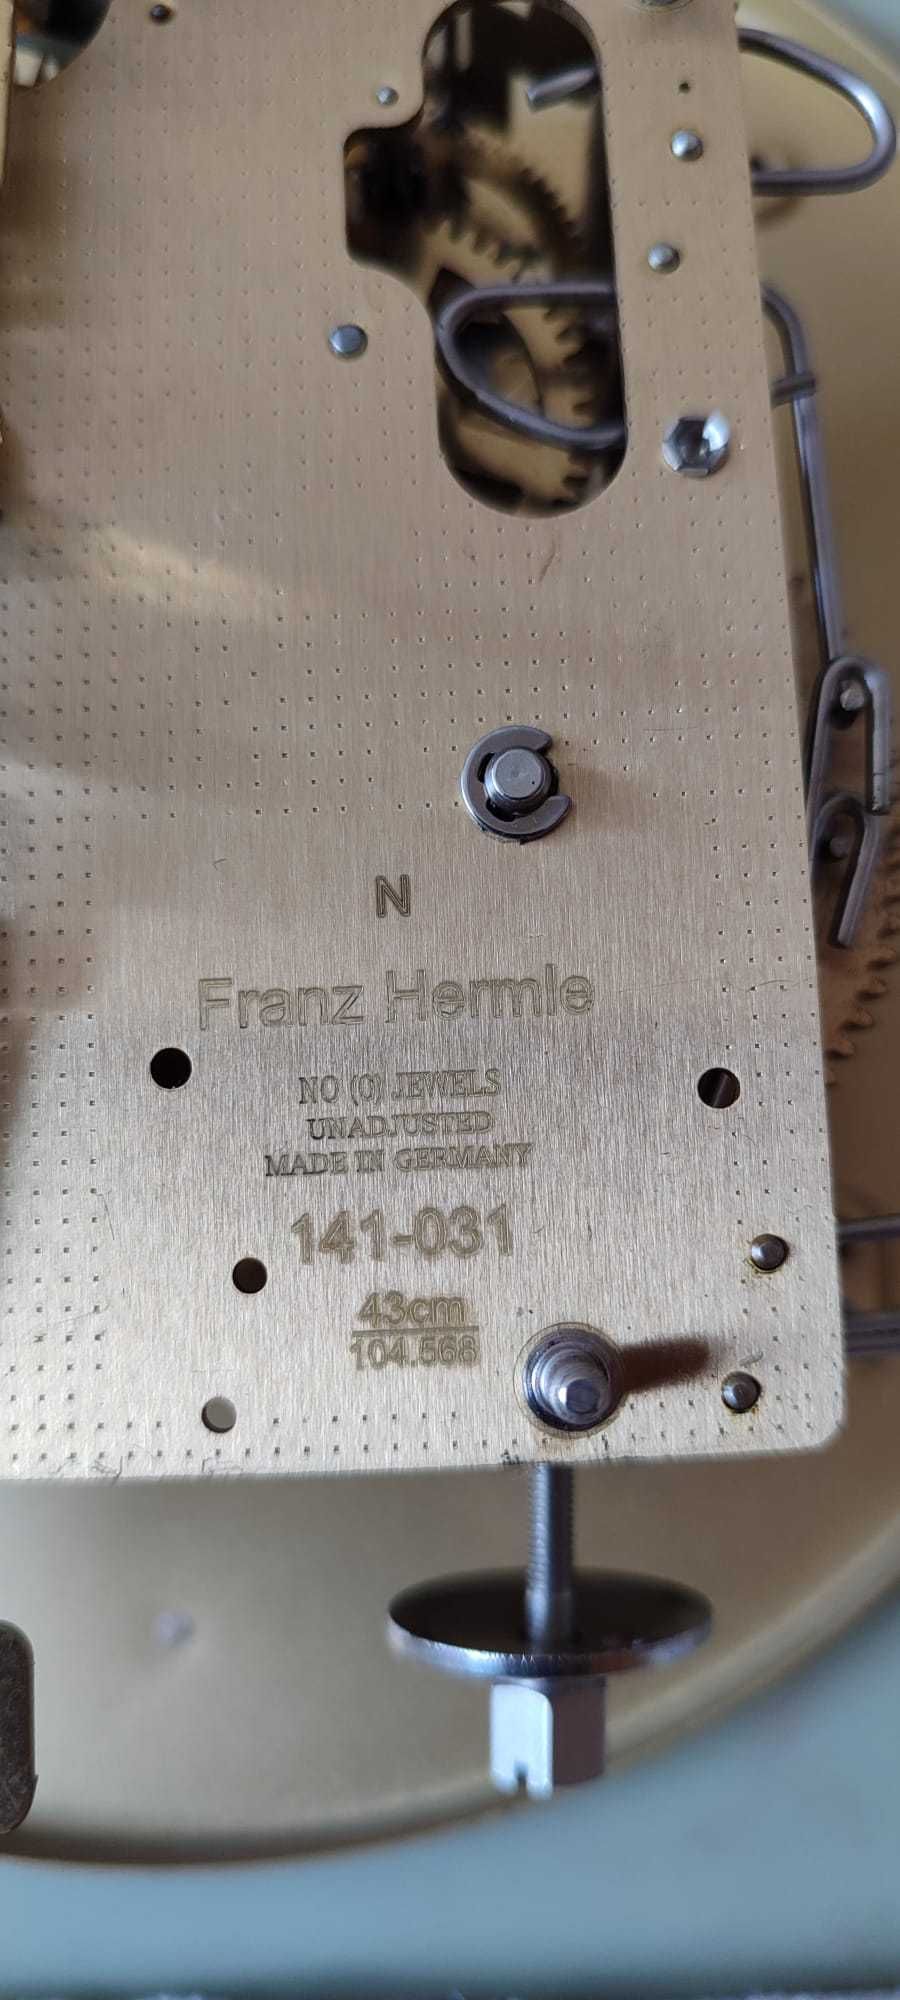 N
Franz Hermle
NO (0) JEWELS
UNADJUSTED
MADE IN GERMANY
141-031
43cm
104.568